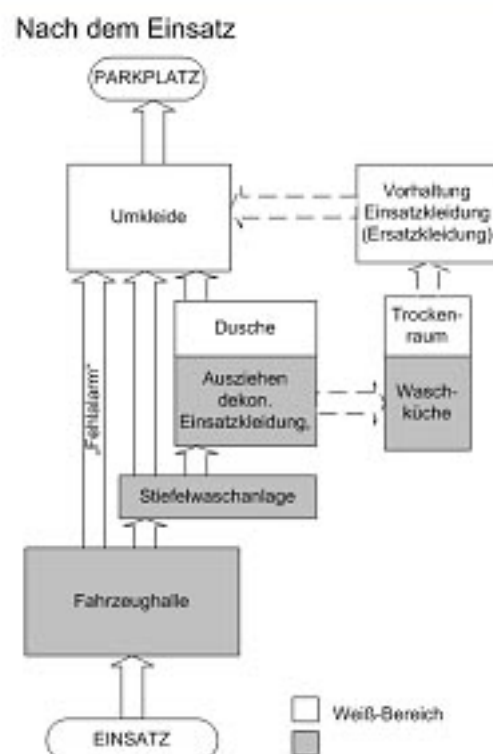 Nach dem Einsatz
PARKPLATZ
Umkleide
Vorhaltung
Einsatzkleidung
(Ersatzkleidung)
Dusche
Trocken-
raum
Ausziehen
dekon.
Einsatzkleidung,
Wasch-
küche
„Fehlalarm“
Stiefelwaschanlage
Fahrzeughalle
Weiß-Bereich
EINSATZ